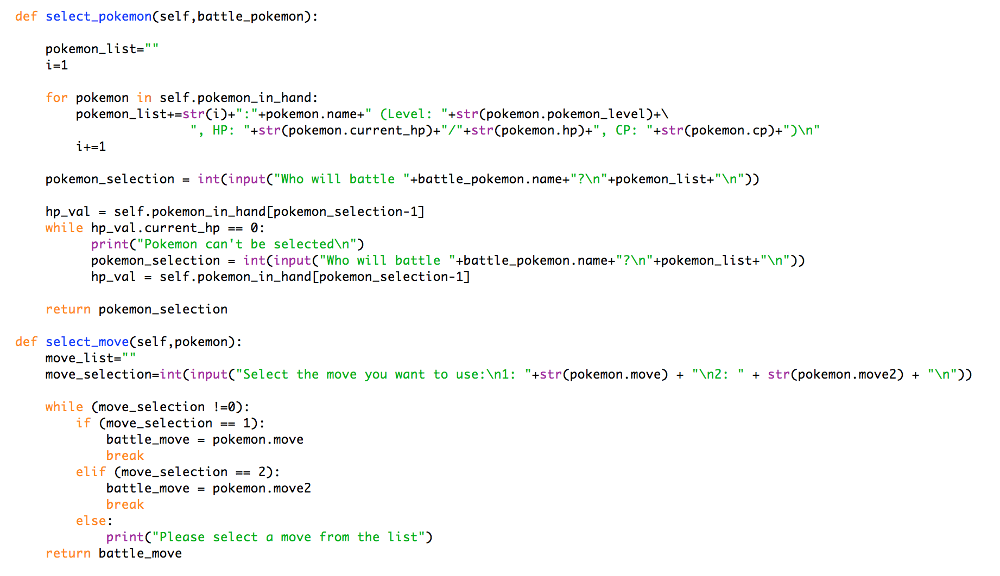 def select_pokemon(self,battle_pokemon):

    pokemon_list=""
    i=1

    for pokemon in self.pokemon_in_hand:
        pokemon_list+=str(i)+":"+pokemon.name+" (Level: "+str(pokemon.pokemon_level)+\
                       ", HP: "+str(pokemon.current_hp)+"/"+str(pokemon.hp)+", CP: "+str(pokemon.cp)+")\n"
        i+=1

    pokemon_selection = int(input("Who will battle "+battle_pokemon.name+"?\n"+pokemon_list+"\n"))

    hp_val = self.pokemon_in_hand[pokemon_selection-1]
    while hp_val.current_hp == 0:
          print("Pokemon can't be selected\n")
          pokemon_selection = int(input("Who will battle "+battle_pokemon.name+"?\n"+pokemon_list+"\n"))
          hp_val = self.pokemon_in_hand[pokemon_selection-1]

    return pokemon_selection

def select_move(self,pokemon):
    move_list=""
    move_selection=int(input("Select the move you want to use:\n1: "+str(pokemon.move) + "\n2: " + str(pokemon.move2) + "\n"))

    while (move_selection !=0):
        if (move_selection == 1):
            battle_move = pokemon.move
            break
        elif (move_selection == 2):
            battle_move = pokemon.move2
            break
        else:
            print("Please select a move from the list")
    return battle_move